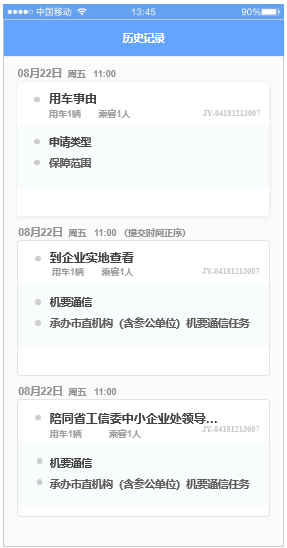 中国移动 13:45 90%
历史记录
08月22日 周五 11:00
用车事由
用车1辆 乘客1人 JY-04181213007
申请类型
保障范围
08月22日 周五 11:00 （提交时间正序）
到企业实地查看
用车1辆 乘客1人 JY-04181213007
机要通信
承办市直机构（含参公单位）机要通信任务
08月22日 周五 11:00
陪同省工信委中小企业处领导...
用车1辆 乘客1人 JY-04181213007
机要通信
承办市直机构（含参公单位）机要通信任务